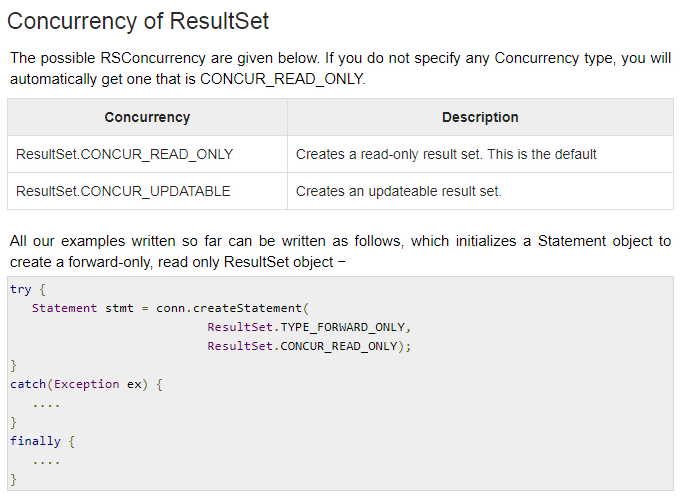 Concurrency of ResultSet
The possible RSConcurrency are given below. If you do not specify any Concurrency type, you will
automatically get one that is CONCUR_READ_ONLY.
Concurrency Description
ResultSet.CONCUR_READ_ONLY Creates a read-only result set. This is the default
ResultSet.CONCUR_UPDATABLE Creates an updateable result set.
All our examples written so far can be written as follows, which initializes a Statement object to
create a forward-only, read only ResultSet object −
try {
   Statement stmt = conn.createStatement(
                           ResultSet.TYPE_FORWARD_ONLY,
                           ResultSet.CONCUR_READ_ONLY);
}
catch(Exception ex) {
   ....
}
finally {
   ....
}